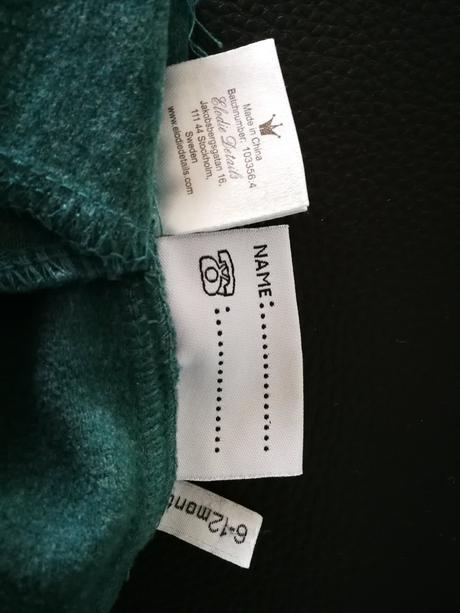 Made in China
Batchnumber: 103356-4
Elodie Details
Jakobsbergsgatan 16,
111 44 Stockholm,
Sweden
www.elodiedetails.com
NAME:...............
:...............
6-12mont